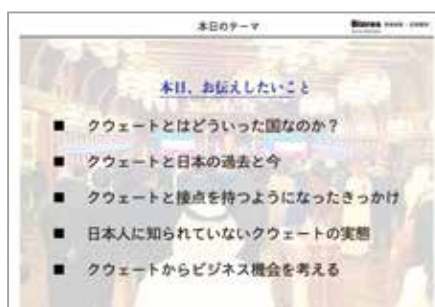 本日のテーマ
本日、お伝えしたいこと
■ クウェートとはどういった国なのか？
■ クウェートと日本の過去と今
■ クウェートと接点を持つようになったきっかけ
■ 日本人に知られていないクウェートの実態
■ クウェートからビジネス機会を考える